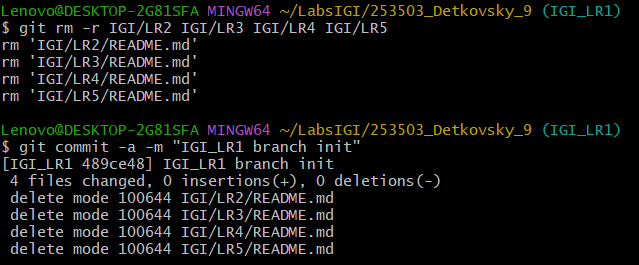 Lenovo@DESKTOP-2G81SFA MINGW64 ~/LabsIGI/253503_Detkovsky_9 (IGI_LR1)
$ git rm -r IGI/LR2 IGI/LR3 IGI/LR4 IGI/LR5
rm 'IGI/LR2/README.md'
rm 'IGI/LR3/README.md'
rm 'IGI/LR4/README.md'
rm 'IGI/LR5/README.md'

Lenovo@DESKTOP-2G81SFA MINGW64 ~/LabsIGI/253503_Detkovsky_9 (IGI_LR1)
$ git commit -a -m "IGI_LR1 branch init"
[IGI_LR1 489ce48] IGI_LR1 branch init
 4 files changed, 0 insertions(+), 0 deletions(-)
 delete mode 100644 IGI/LR2/README.md
 delete mode 100644 IGI/LR3/README.md
 delete mode 100644 IGI/LR4/README.md
 delete mode 100644 IGI/LR5/README.md